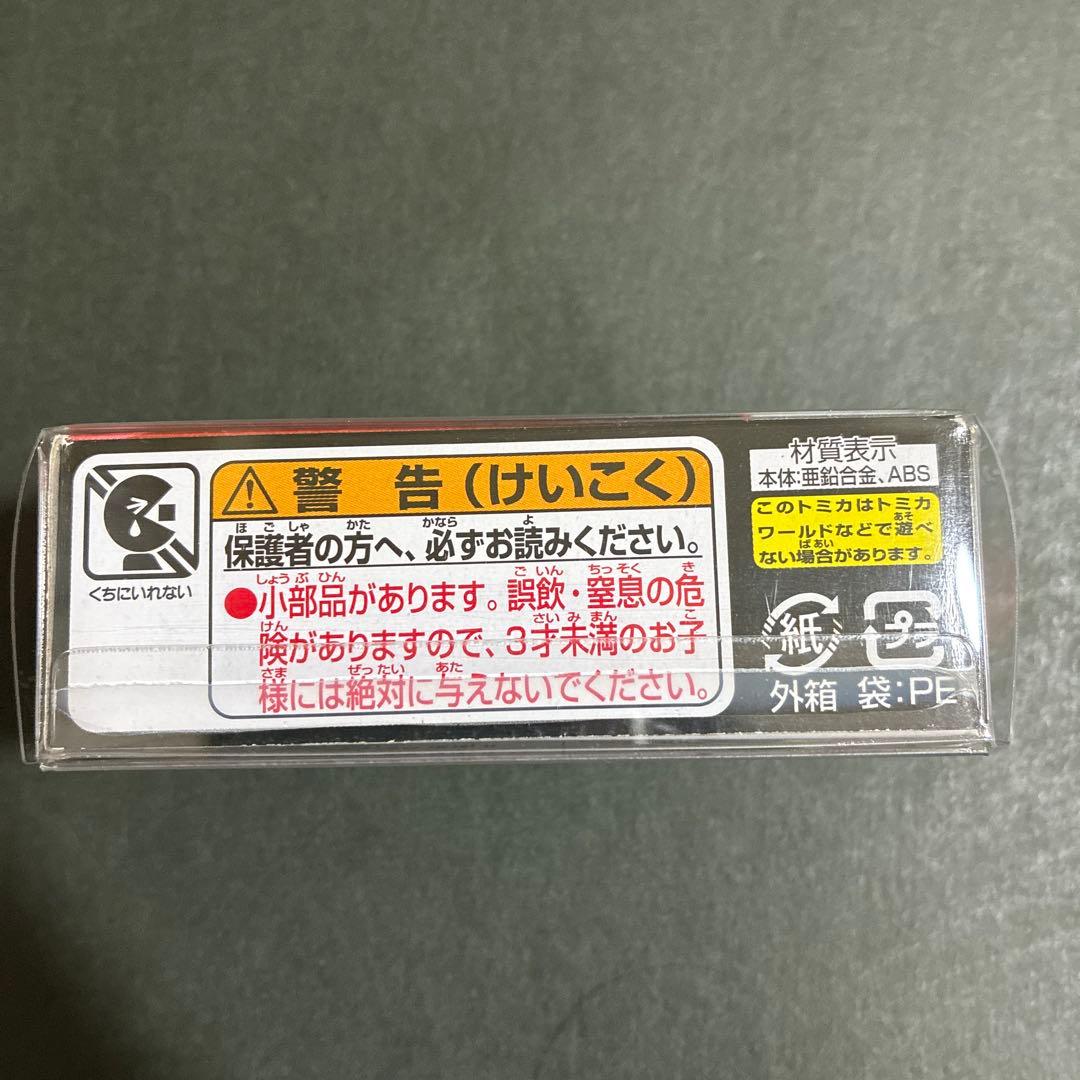 くちにいれない
警告(けいこく)
ほごしゃ かた かなら よ
保護者の方へ、必ずお読みください。
しょうぶひん ごいん ちっそく き
●小部品があります。誤飲・窒息の危
けん さいみまん こ
険がありますので、3才未満のお子
さま ぜったい あた
様には絶対に与えないでください。
材質表示
本体:亜鉛合金、ABS
このトミカはトミカ
あそ
ワールドなどで遊べ
ばあい
ない場合があります。
紙
外箱
プラ
袋:PE